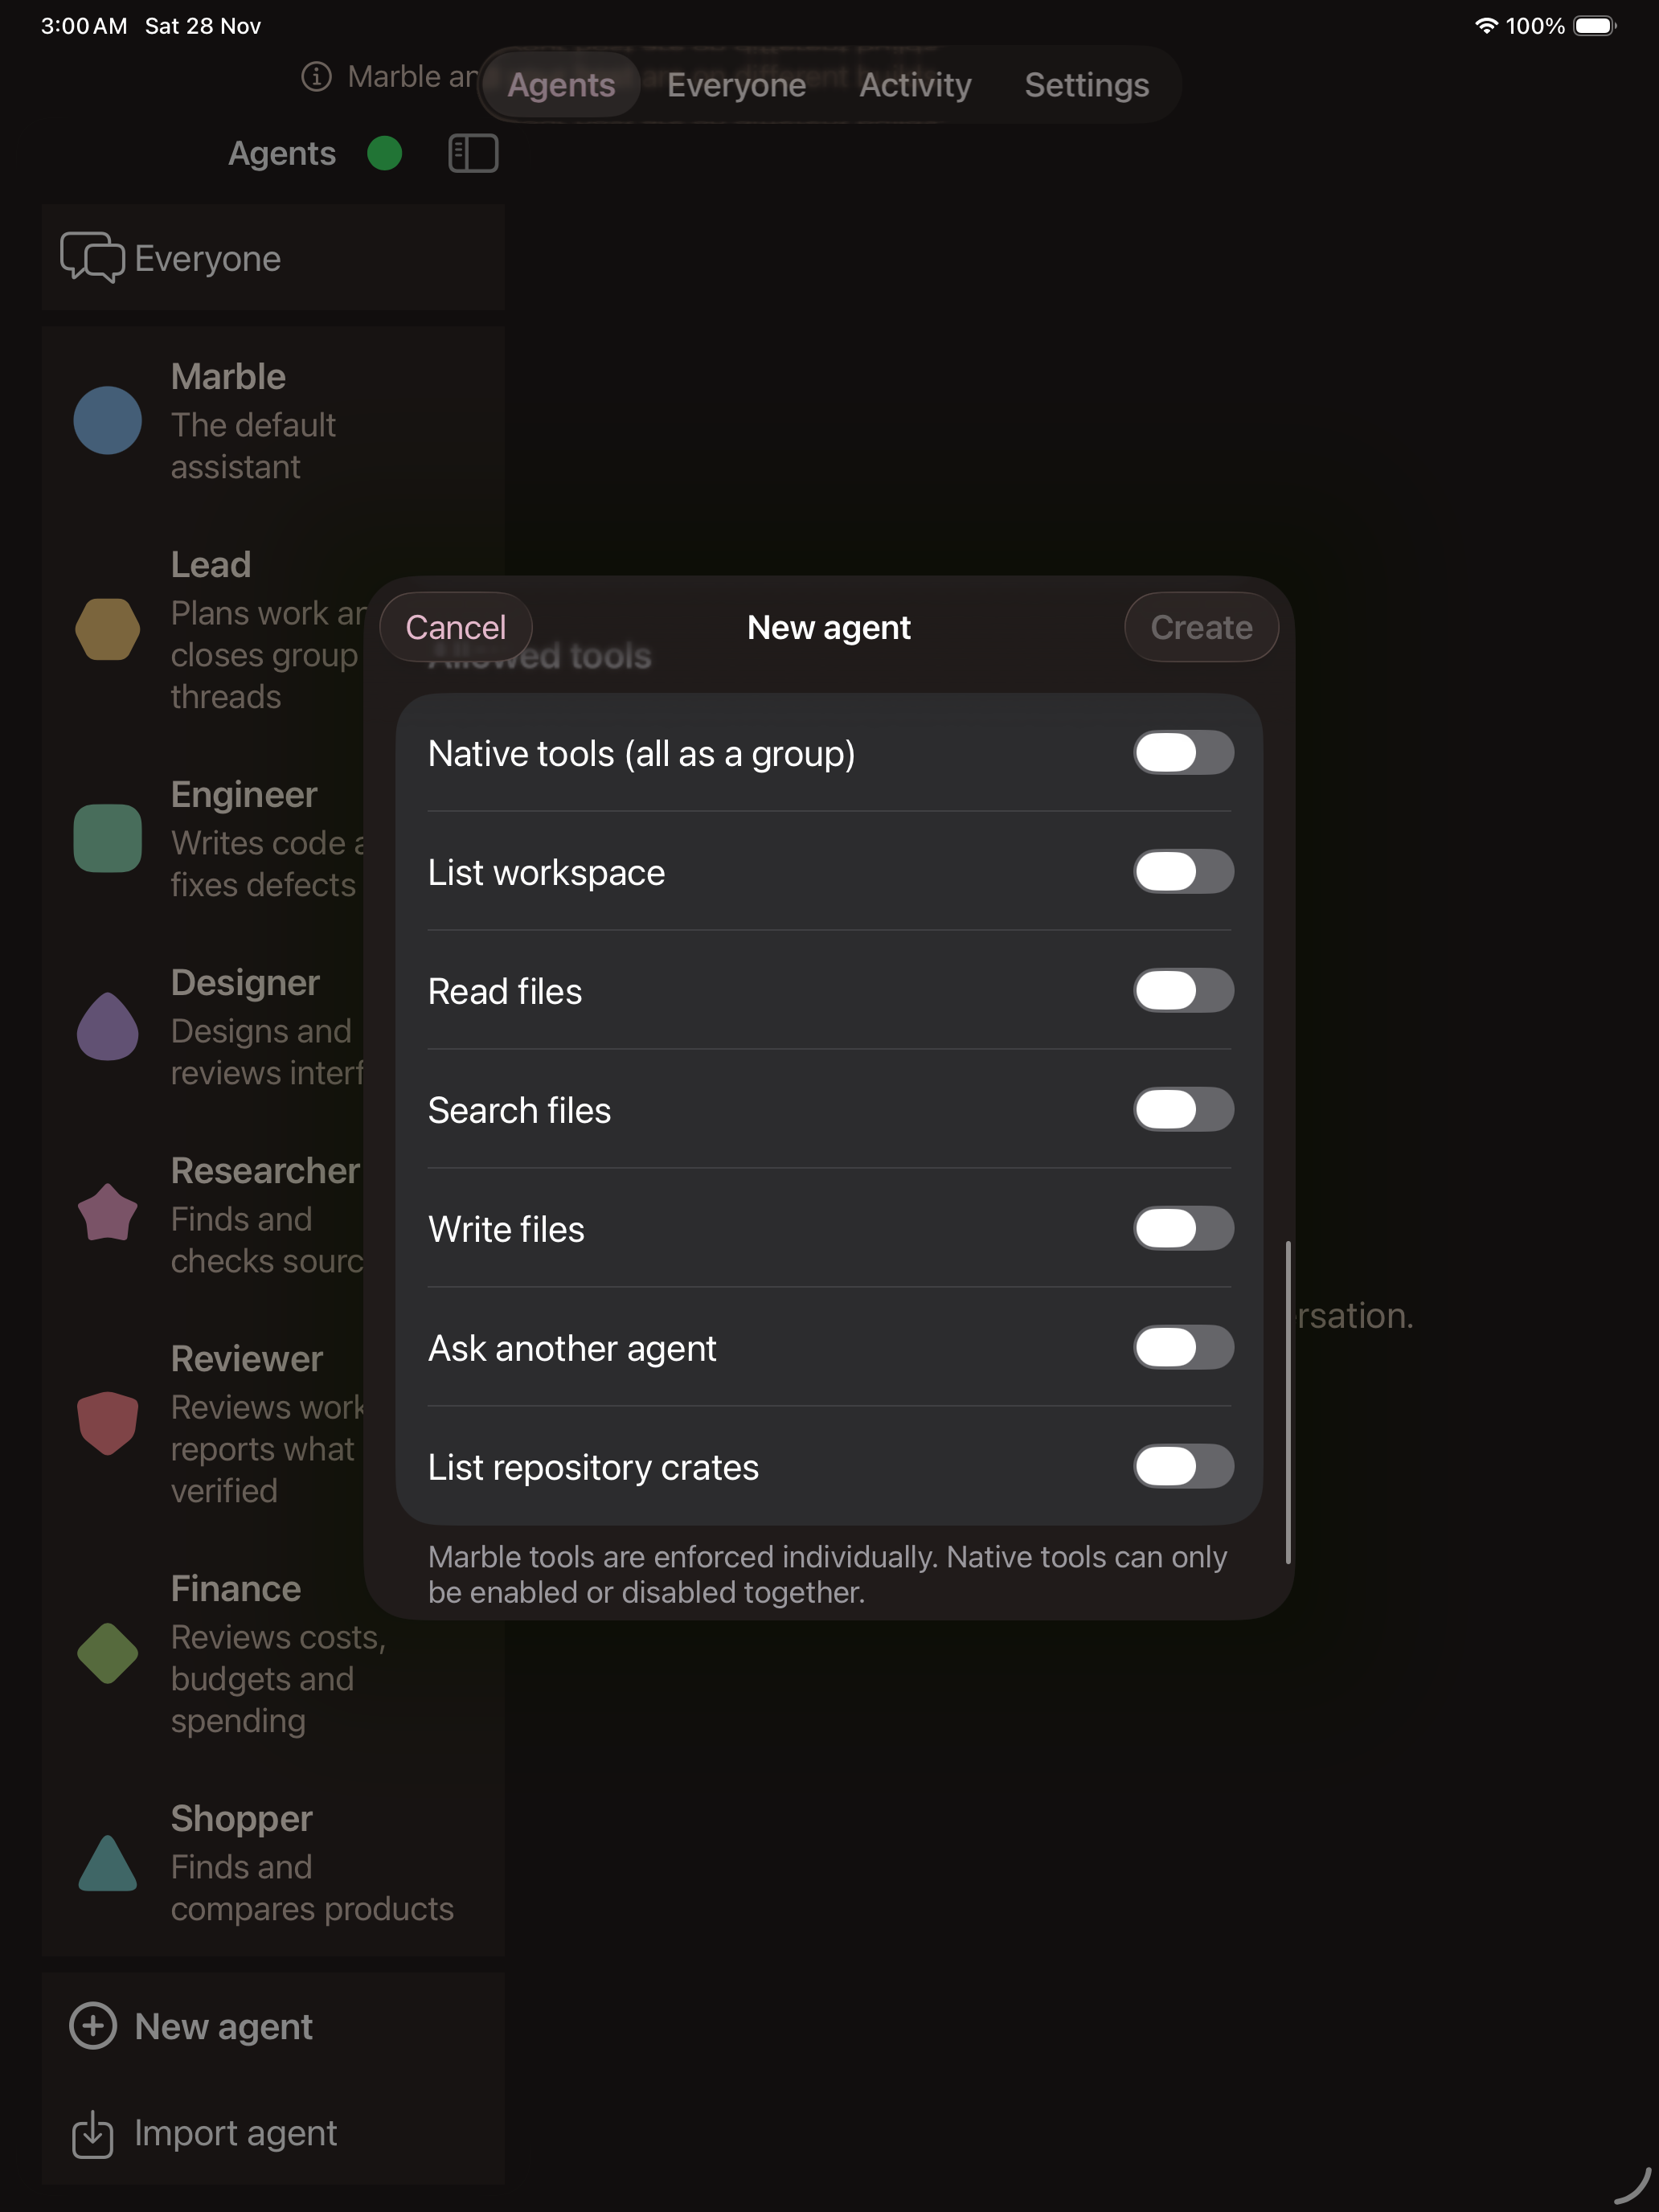 3:00 AM Sat 28 Nov
100%
Marble an
Agents Everyone Activity Settings
Agents
Everyone
Marble
The default
assistant
Lead
Plans work an
closes group
threads
Engineer
Writes code a
fixes defects
Designer
Designs and
reviews interf
Researcher
Finds and
checks sourc
Reviewer
Reviews work
reports what
verified
Finance
Reviews costs,
budgets and
spending
Shopper
Finds and
compares products
New agent
Import agent
Cancel
New agent
Create
Allowed tools
Native tools (all as a group)
List workspace
Read files
Search files
Write files
Ask another agent
List repository crates
Marble tools are enforced individually. Native tools can only
be enabled or disabled together.
rsation.